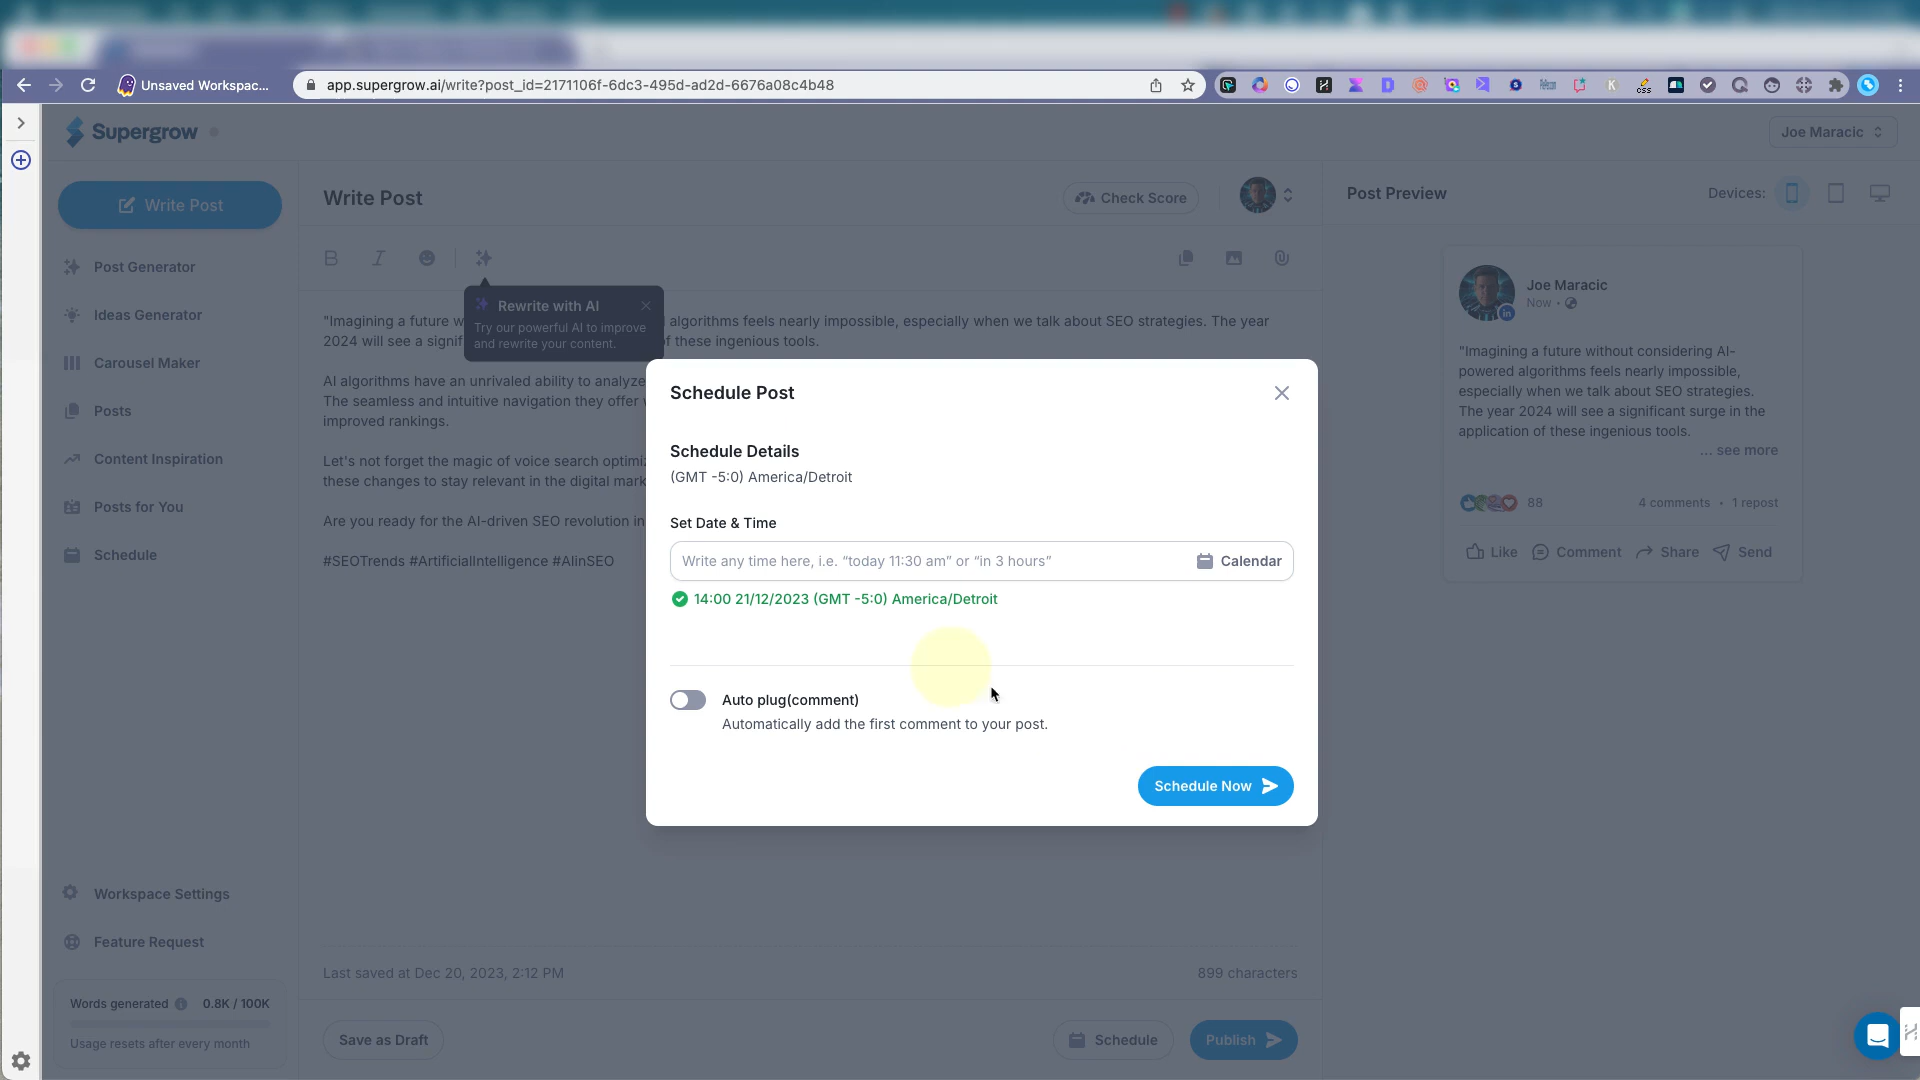 Unsaved Workspac...
app.supergrow.ai/write?post_id=2171106f-6dc3-495d-ad2d-6676a08c4b48
css
Supergrow
Joe Maracic
Write Post
Post Generator
Ideas Generator
Carousel Maker
Posts
Content Inspiration
Posts for You
Schedule
Workspace Settings
Feature Request
Words generated 0.8K / 100K
Usage resets after every month
Write Post
Check Score
Rewrite with AI
Try our powerful AI to improve
and rewrite your content.
"Imagining a future w algorithms feels nearly impossible, especially when we talk about SEO strategies. The year
2024 will see a signif of these ingenious tools.
AI algorithms have an unrivaled ability to analyze
The seamless and intuitive navigation they offer
improved rankings.
Let's not forget the magic of voice search optimi
these changes to stay relevant in the digital mark
Are you ready for the AI-driven SEO revolution in
#SEOTrends #ArtificialIntelligence #AIinSEO
Schedule Post
Schedule Details
(GMT -5:0) America/Detroit
Set Date & Time
Write any time here, i.e. “today 11:30 am” or “in 3 hours”
Calendar
14:00 21/12/2023 (GMT -5:0) America/Detroit
Auto plug(comment)
Automatically add the first comment to your post.
Schedule Now
Last saved at Dec 20, 2023, 2:12 PM
899 characters
Save as Draft
Schedule
Publish
Post Preview
Devices:
Joe Maracic
Now •
"Imagining a future without considering AI-
powered algorithms feels nearly impossible,
especially when we talk about SEO strategies.
The year 2024 will see a significant surge in the
application of these ingenious tools.
... see more
88
4 comments • 1 repost
Like
Comment
Share
Send